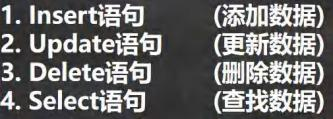 1. Insert语句 (添加数据)
2. Update语句 (更新数据)
3. Delete语句 (删除数据)
4. Select语句 (查找数据)